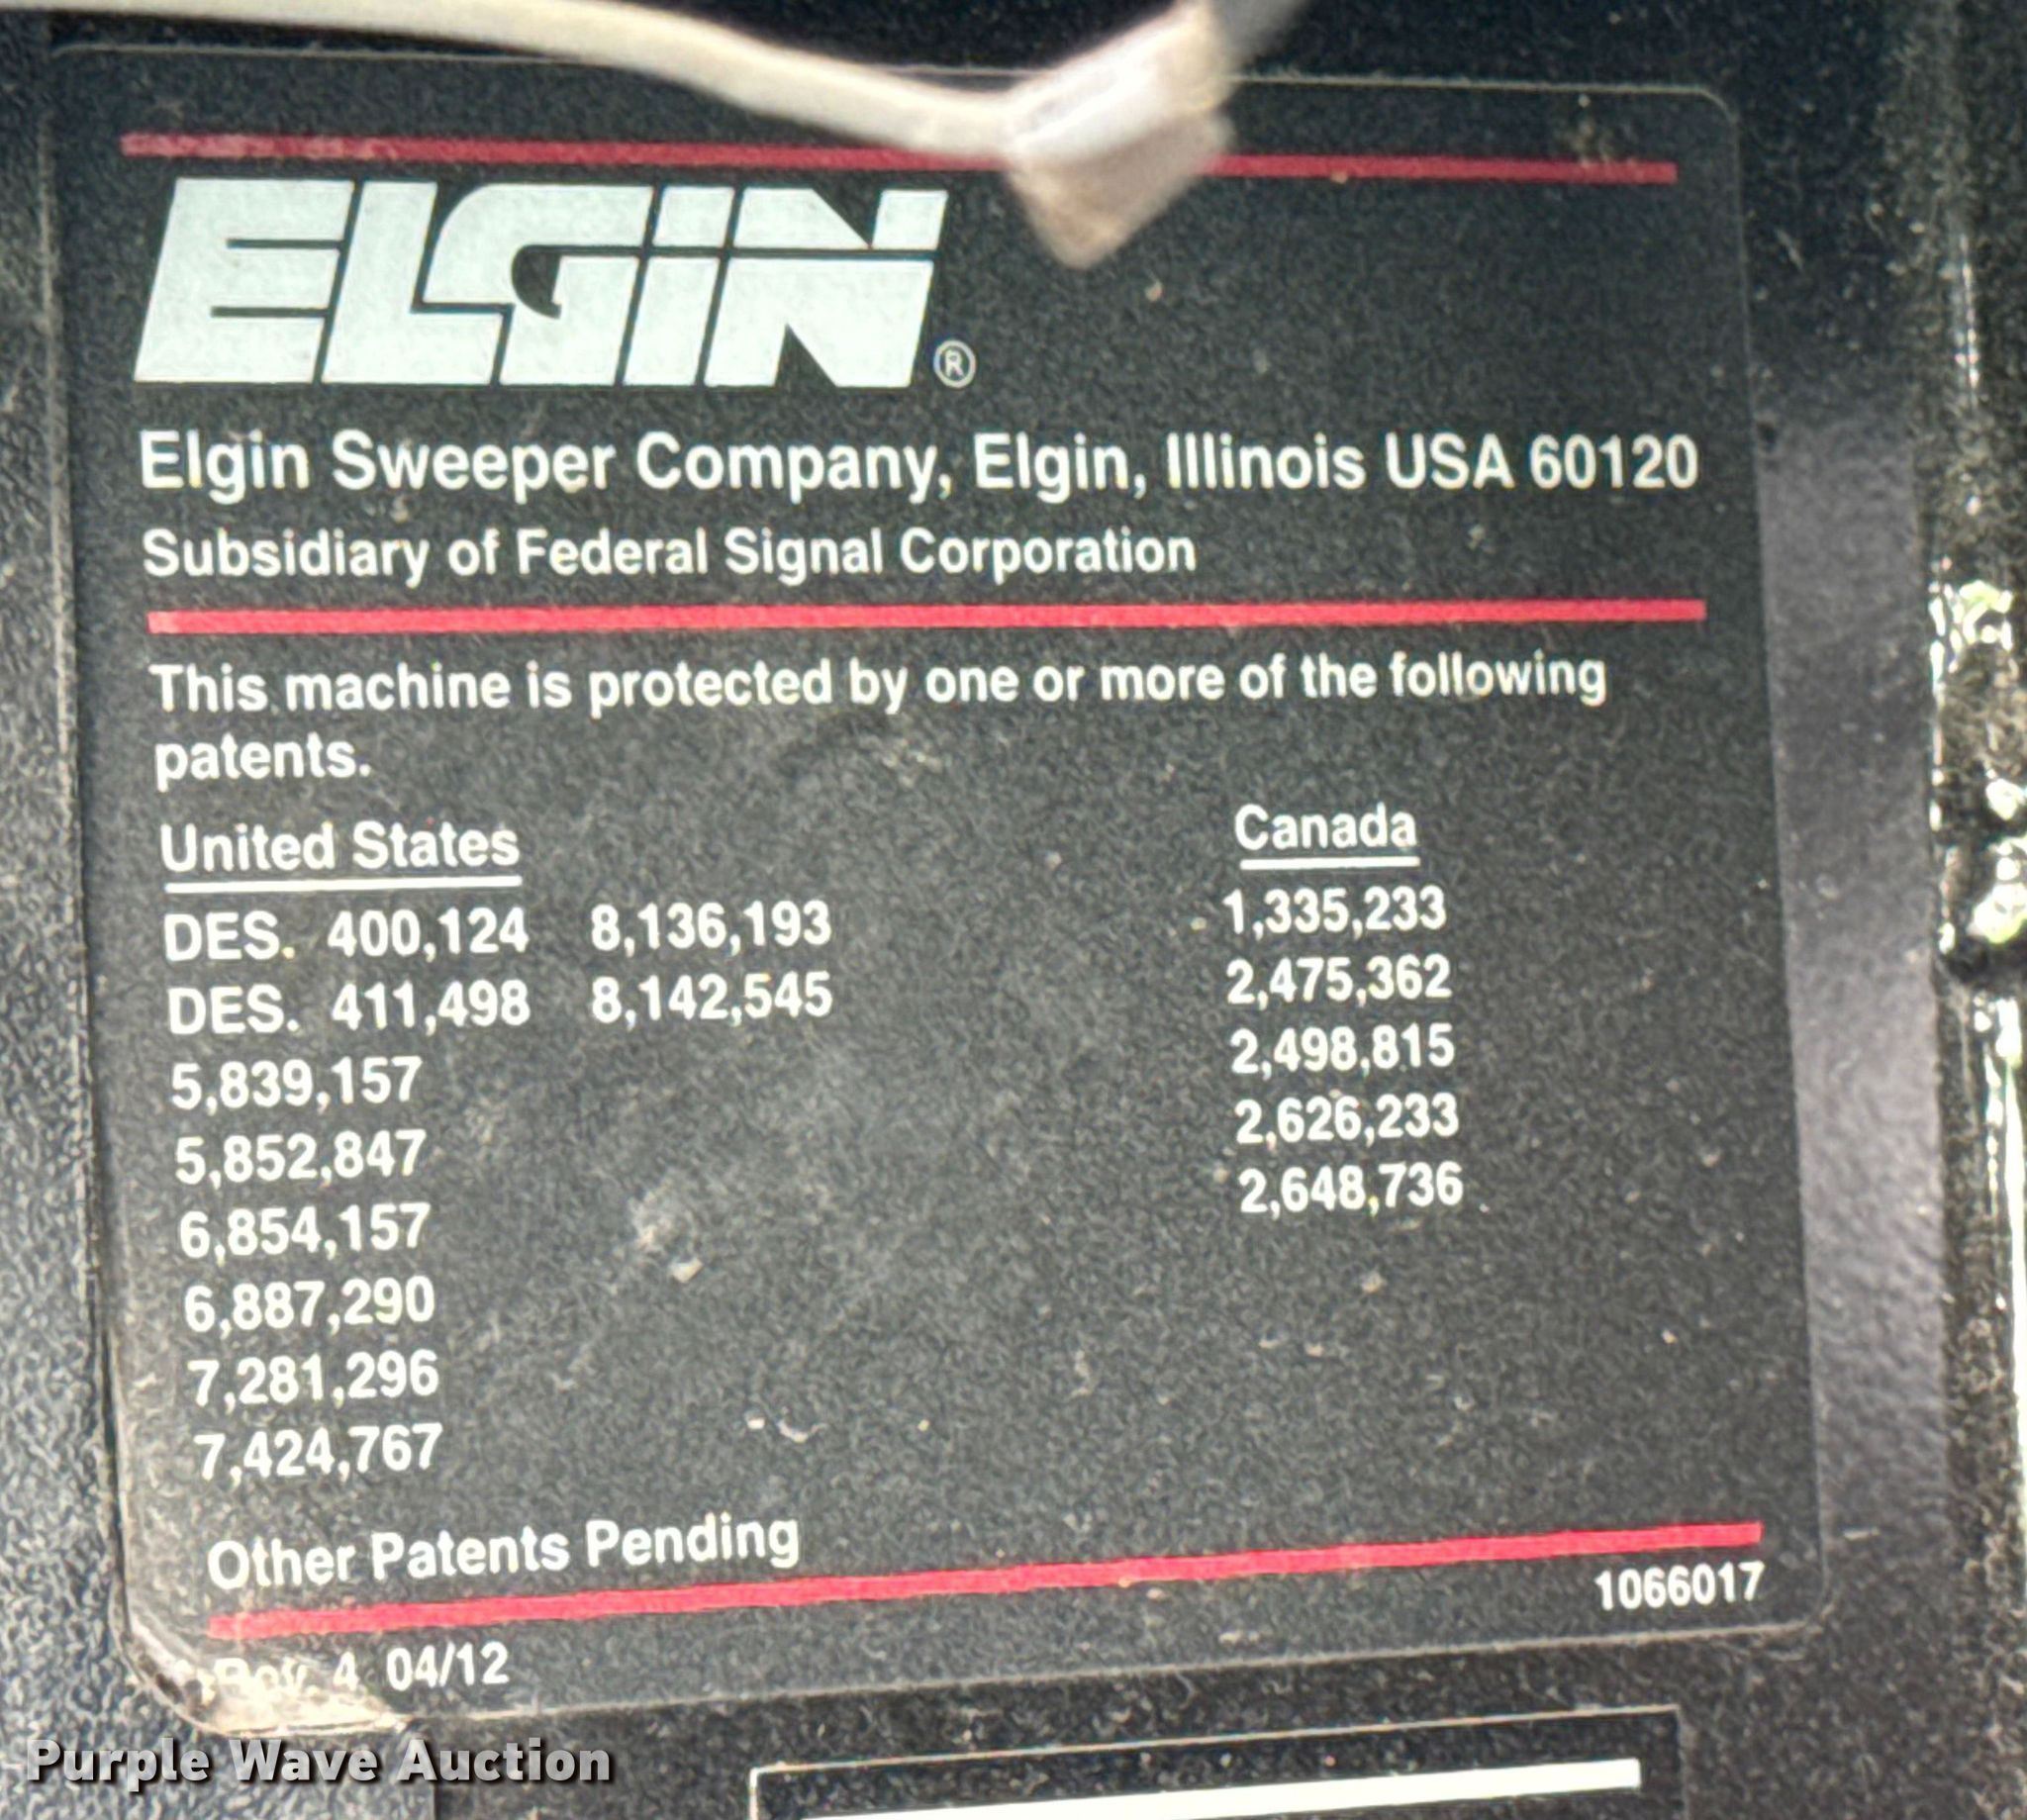 ELGIN®
Elgin Sweeper Company, Elgin, Illinois USA 60120
Subsidiary of Federal Signal Corporation
This machine is protected by one or more of the following
patents.
United States
DES. 400,124 8,136,193
DES. 411,498 8,142,545
5,839,157
5,852,847
6,854,157
6,887,290
7,281,296
7,424,767
Canada
1,335,233
2,475,362
2,498,815
2,626,233
2,648,736
Other Patents Pending
1066017
Rev. 4 04/12
Purple Wave Auction